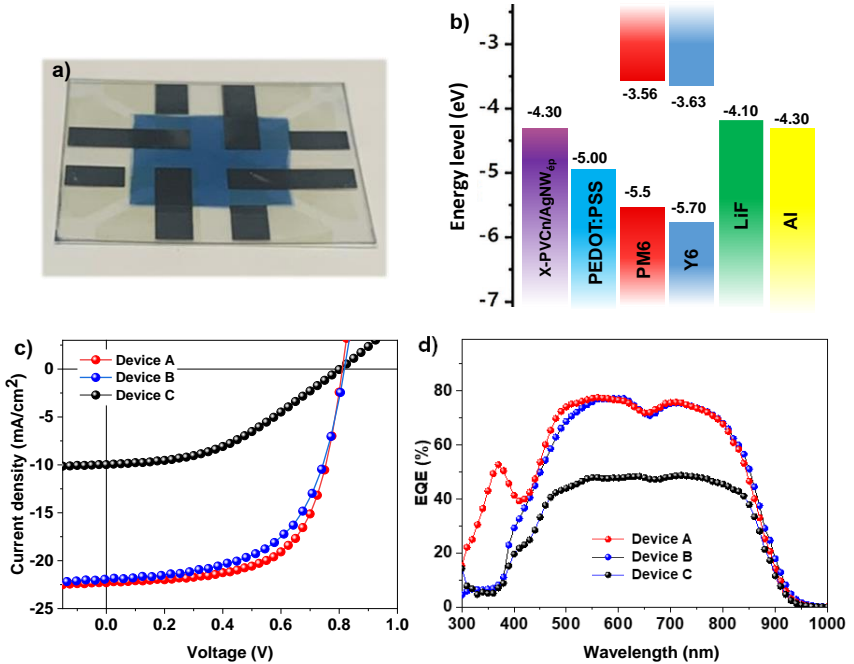 a)
b)
Energy level (eV)
-3
-4
-5
-6
-7
-3.56
-3.63
-4.30
-4.10
-4.30
-5.00
-5.5
-5.70
X-PVCn/AgNW_ép
PEDOT:PSS
PM6
Y6
LiF
Al
c)
Device A
Device B
Device C
Current density (mA/cm²)
0
-5
-10
-15
-20
-25
0.0 0.2 0.4 0.6 0.8 1.0
Voltage (V)
d)
EQE (%)
80
60
40
20
0
Device A
Device B
Device C
300 400 500 600 700 800 900 1000
Wavelength (nm)